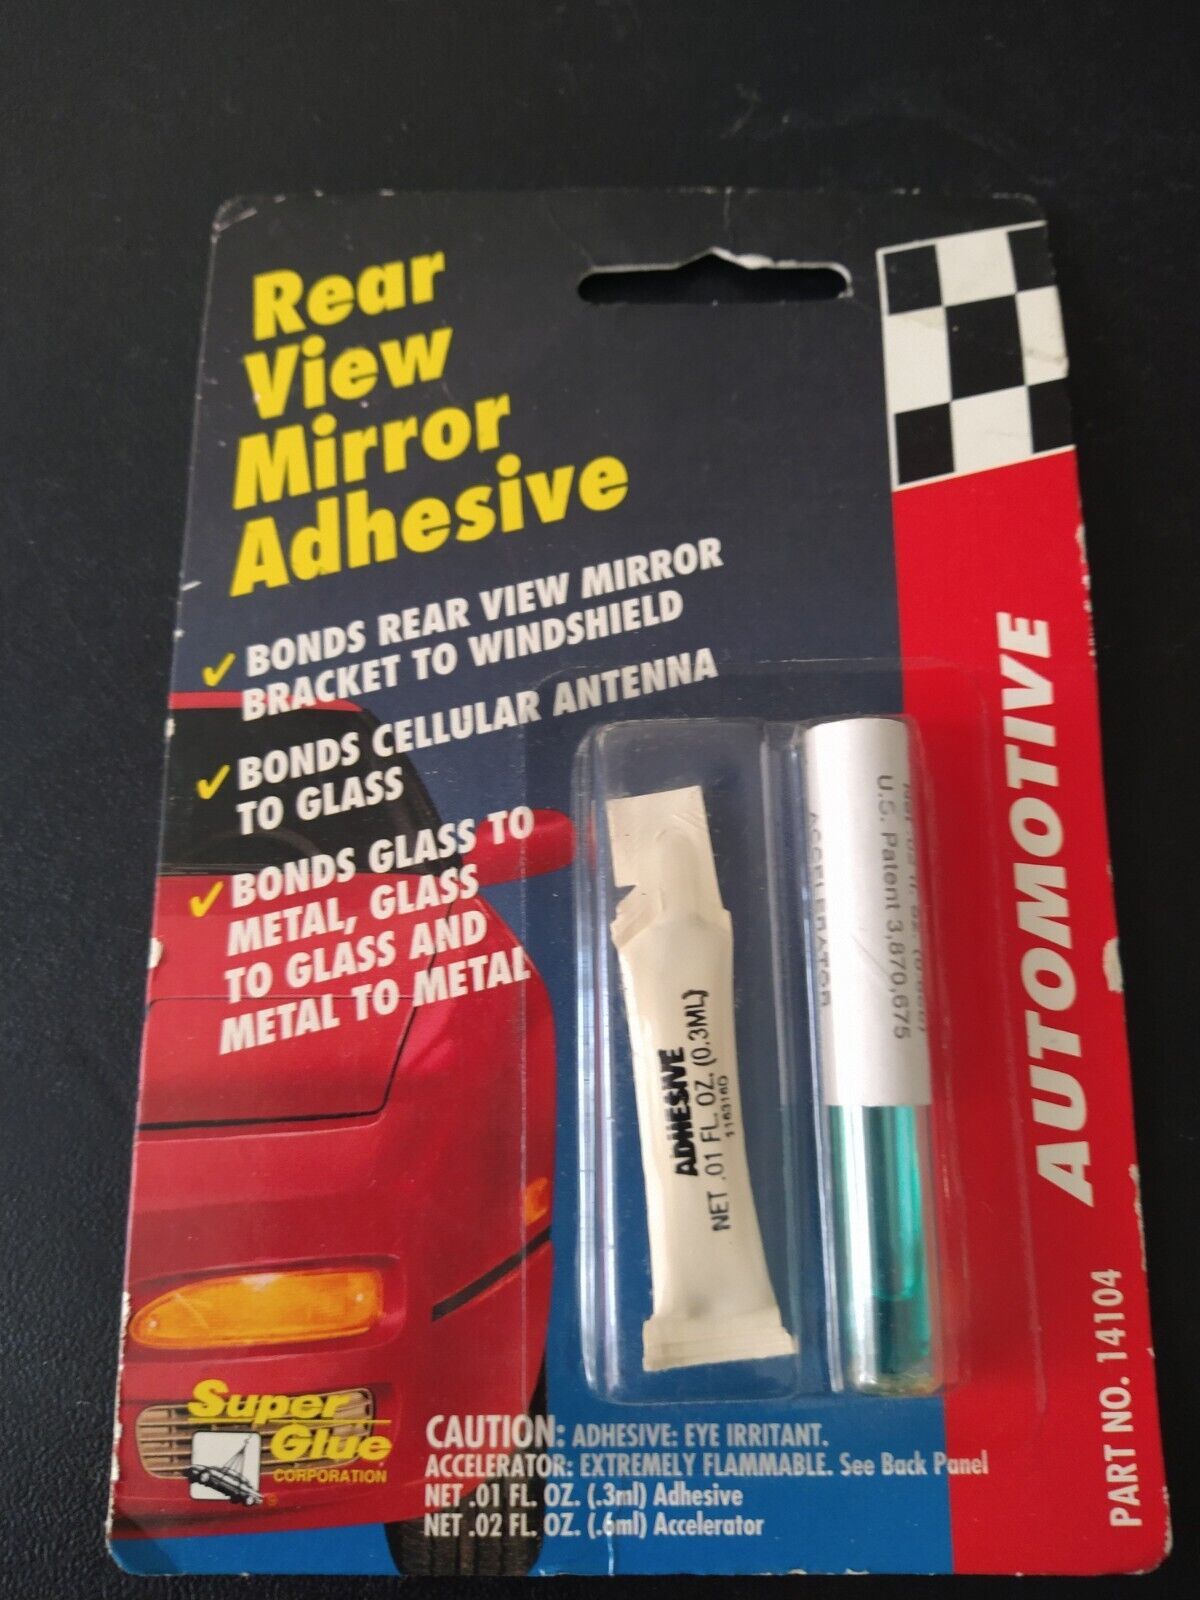 Rear
View
Mirror
Adhesive
BONDS REAR VIEW MIRROR
BRACKET TO WINDSHIELD
BONDS CELLULAR ANTENNA
TO GLASS
BONDS GLASS TO
METAL, GLASS
TO GLASS AND
METAL TO METAL
AUTOMOTIVE
PART NO. 14104
ADHESIVE
NET .01 FL. OZ. (0.3ML)
U.S. Patent 3,870,675
ACCELERATOR
Super
Glue
CORPORATION
®
CAUTION: ADHESIVE: EYE IRRITANT.
ACCELERATOR: EXTREMELY FLAMMABLE. See Back Panel
NET .01 FL. OZ. (.3ml) Adhesive
NET .02 FL. OZ. (.6ml) Accelerator